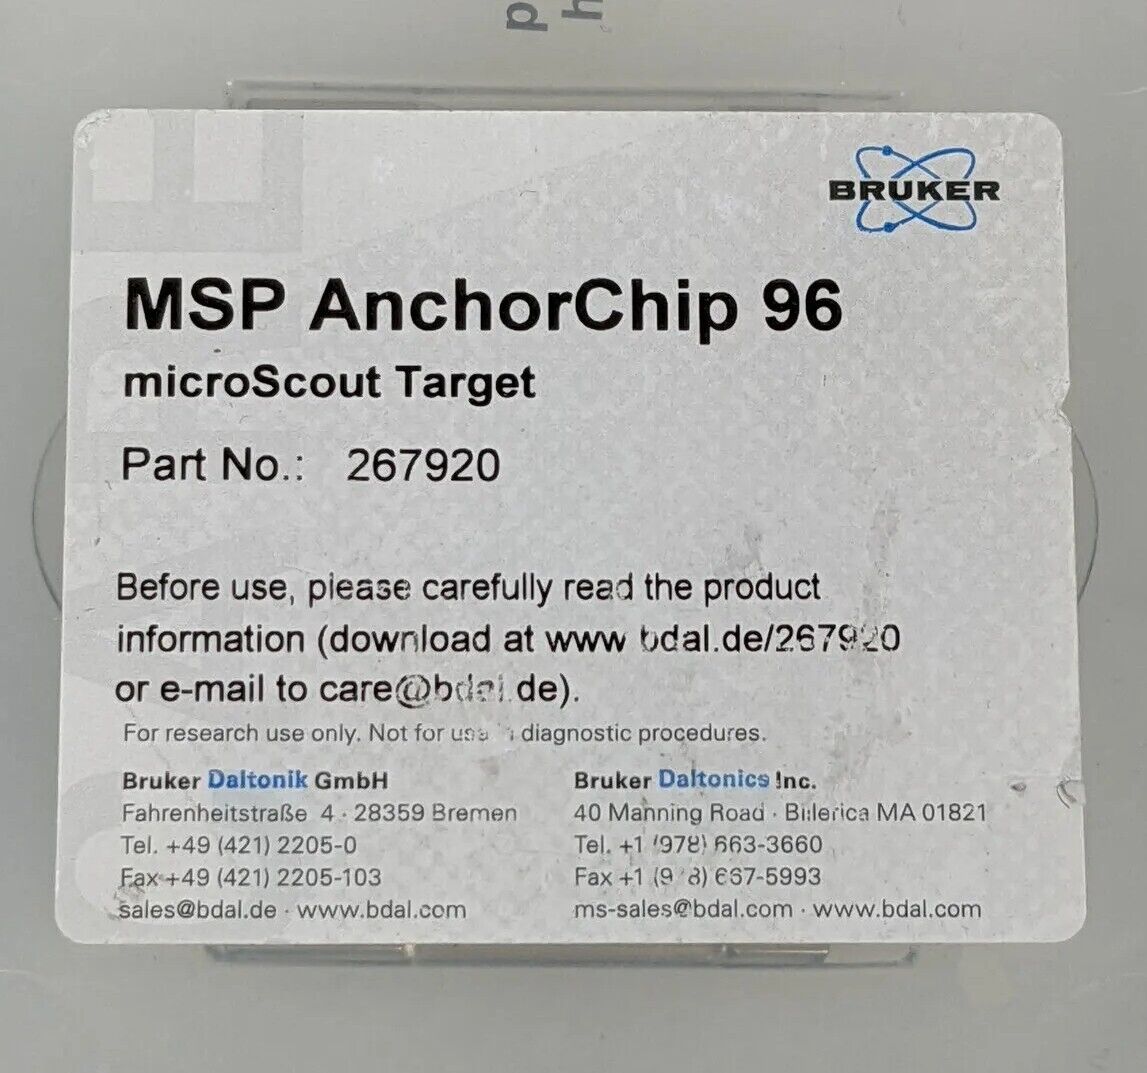 p
h
BRUKER
MSP AnchorChip 96
microScout Target
Part No.: 267920
Before use, please carefully read the product
information (download at www bdal.de/267920
or e-mail to care@bdal.de).
For research use only. Not for use diagnostic procedures.
Bruker Daltonik GmbH
Fahrenheitstraße 4 · 28359 Bremen
Tel. +49 (421) 2205-0
Fax +49 (421) 2205-103
sales@bdal.de · www.bdal.com
Bruker Daltonics Inc.
40 Manning Road · Billerica MA 01821
Tel. +1 (978) 663-3660
Fax +1 (978) 667-5993
ms-sales@bdal.com · www.bdal.com